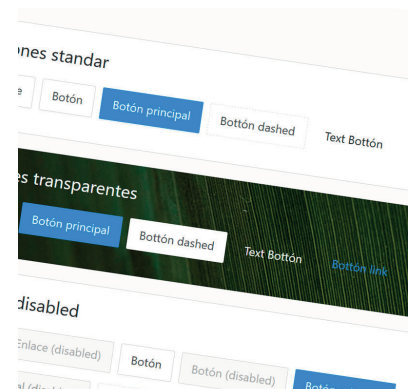 ones standar
e Botón Botón principal Bottón dashed Text Bottón
es transparentes
Botón principal Bottón dashed Text Bottón Bottón link
disabled
Enlace (disabled) Botón Botón (disabled)